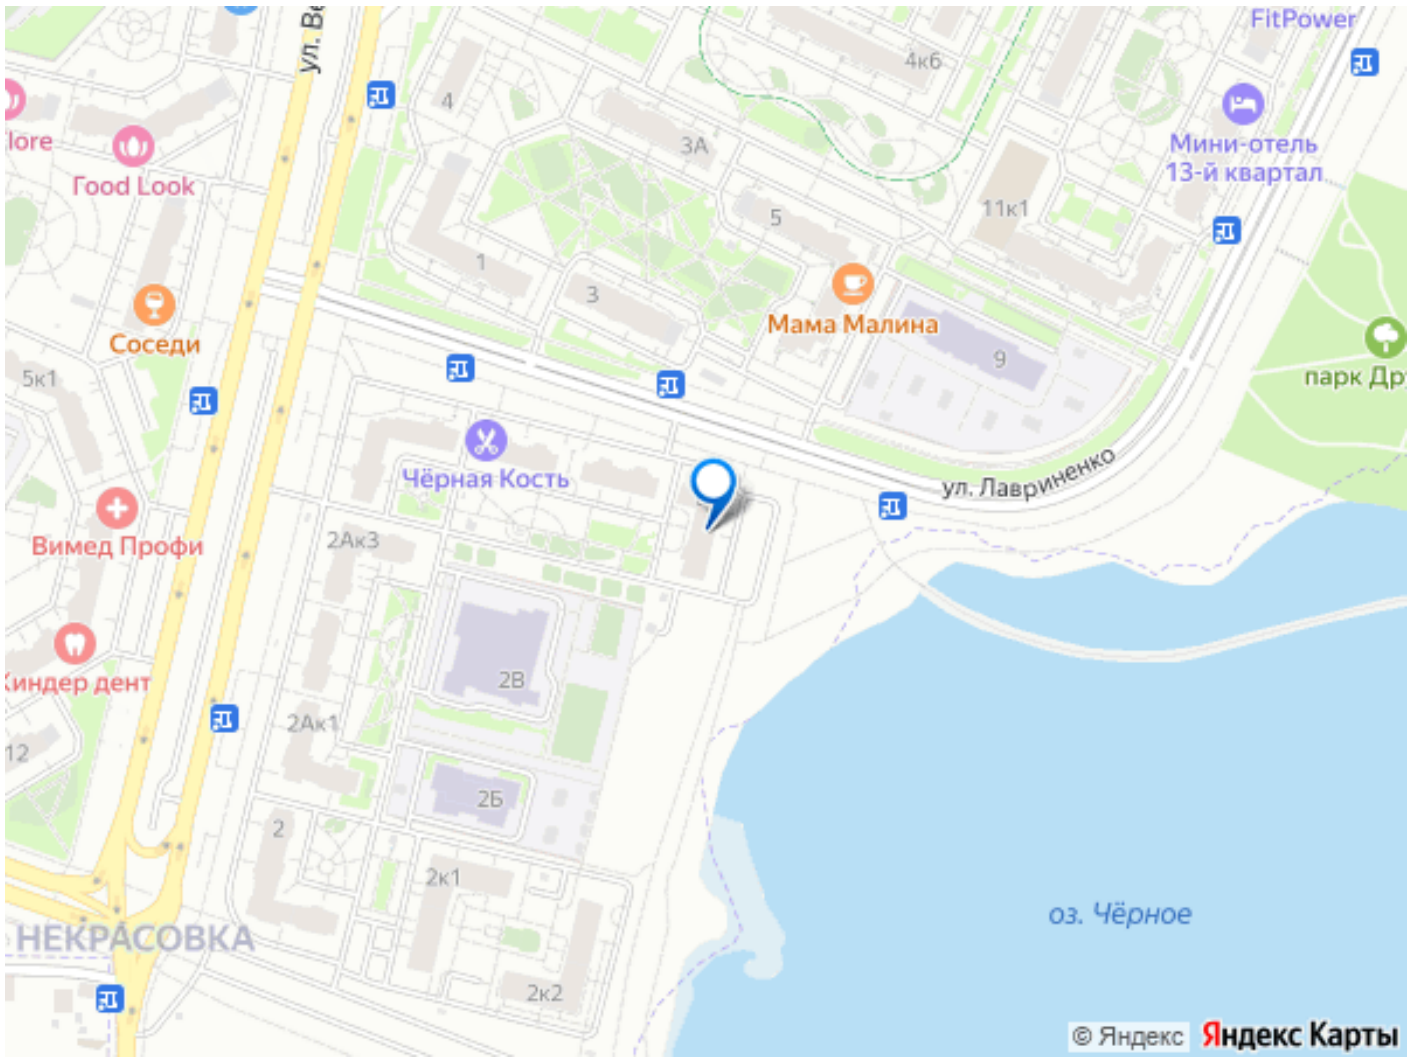 FitPower
ул. Ве
4к6
4
lore
Food Look
3А
Мини-отель
13-й квартал
5
11к1
1
3
Мама Малина
Соседи
9
5к1
парк Дру
Чёрная Кость
ул. Лавриненко
Вимед Профи
2Ак3
2В
Киндер дент
2Ак1
12
2Б
2
2к1
оз. Чёрное
НЕКРАСОВКА
2к2
© Яндекс Яндекс Карты